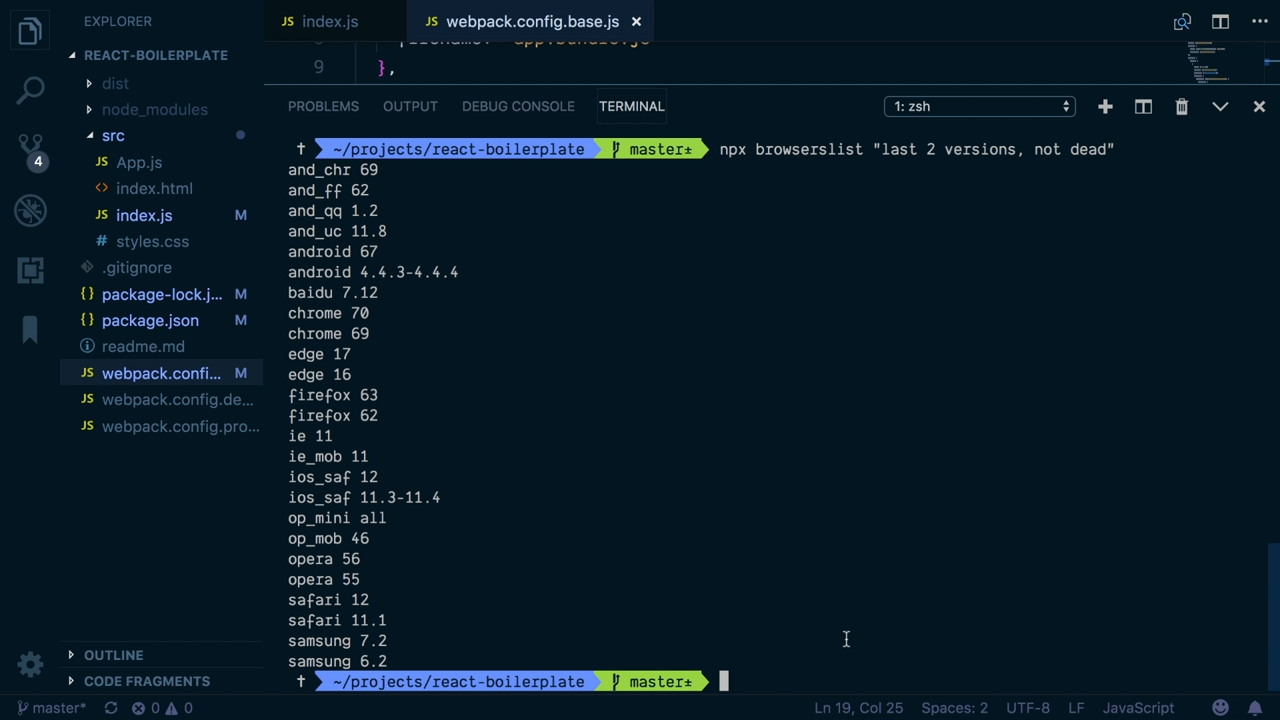 EXPLORER
REACT-BOILERPLATE
dist
node_modules
src
JS App.js
<> index.html
JS index.js M
# styles.css
.gitignore
{} package-lock.j... M
{} package.json M
readme.md
JS webpack.confi... M
JS webpack.config.de...
JS webpack.config.pro...
OUTLINE
CODE FRAGMENTS
4
JS index.js
JS webpack.config.base.js ×
9 },
PROBLEMS OUTPUT DEBUG CONSOLE TERMINAL 1: zsh
† ~/projects/react-boilerplate master± npx browserslist "last 2 versions, not dead"
and_chr 69
and_ff 62
and_qq 1.2
and_uc 11.8
android 67
android 4.4.3-4.4.4
baidu 7.12
chrome 70
chrome 69
edge 17
edge 16
firefox 63
firefox 62
ie 11
ie_mob 11
ios_saf 12
ios_saf 11.3-11.4
op_mini all
op_mob 46
opera 56
opera 55
safari 12
safari 11.1
samsung 7.2
samsung 6.2
† ~/projects/react-boilerplate master±
master* 0 0 Ln 19, Col 25 Spaces: 2 UTF-8 LF JavaScript